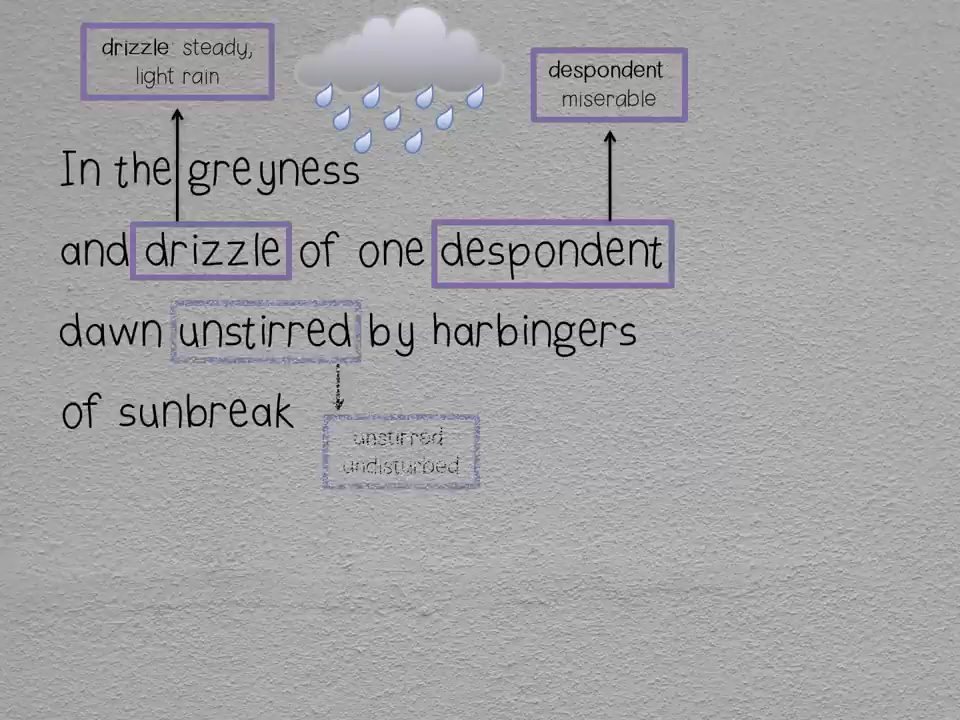 drizzle: steady,
light rain
despondent
miserable
In the greyness
and drizzle of one despondent
dawn unstirred by harbingers
of sunbreak
unstirred
undisturbed